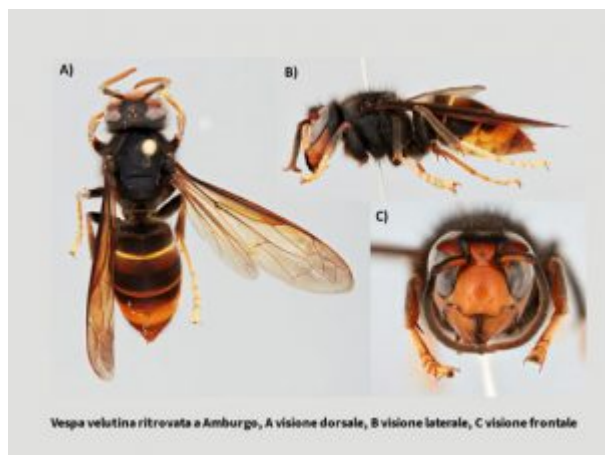 A)
B)
C)
Vespa velutina ritrovata a Amburgo, A visione dorsale, B visione laterale, C visione frontale